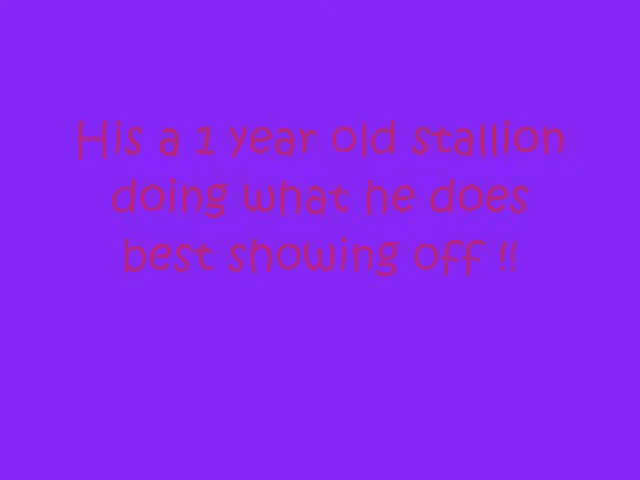 His a 1 year old stallion
doing what he does
best showing off !!